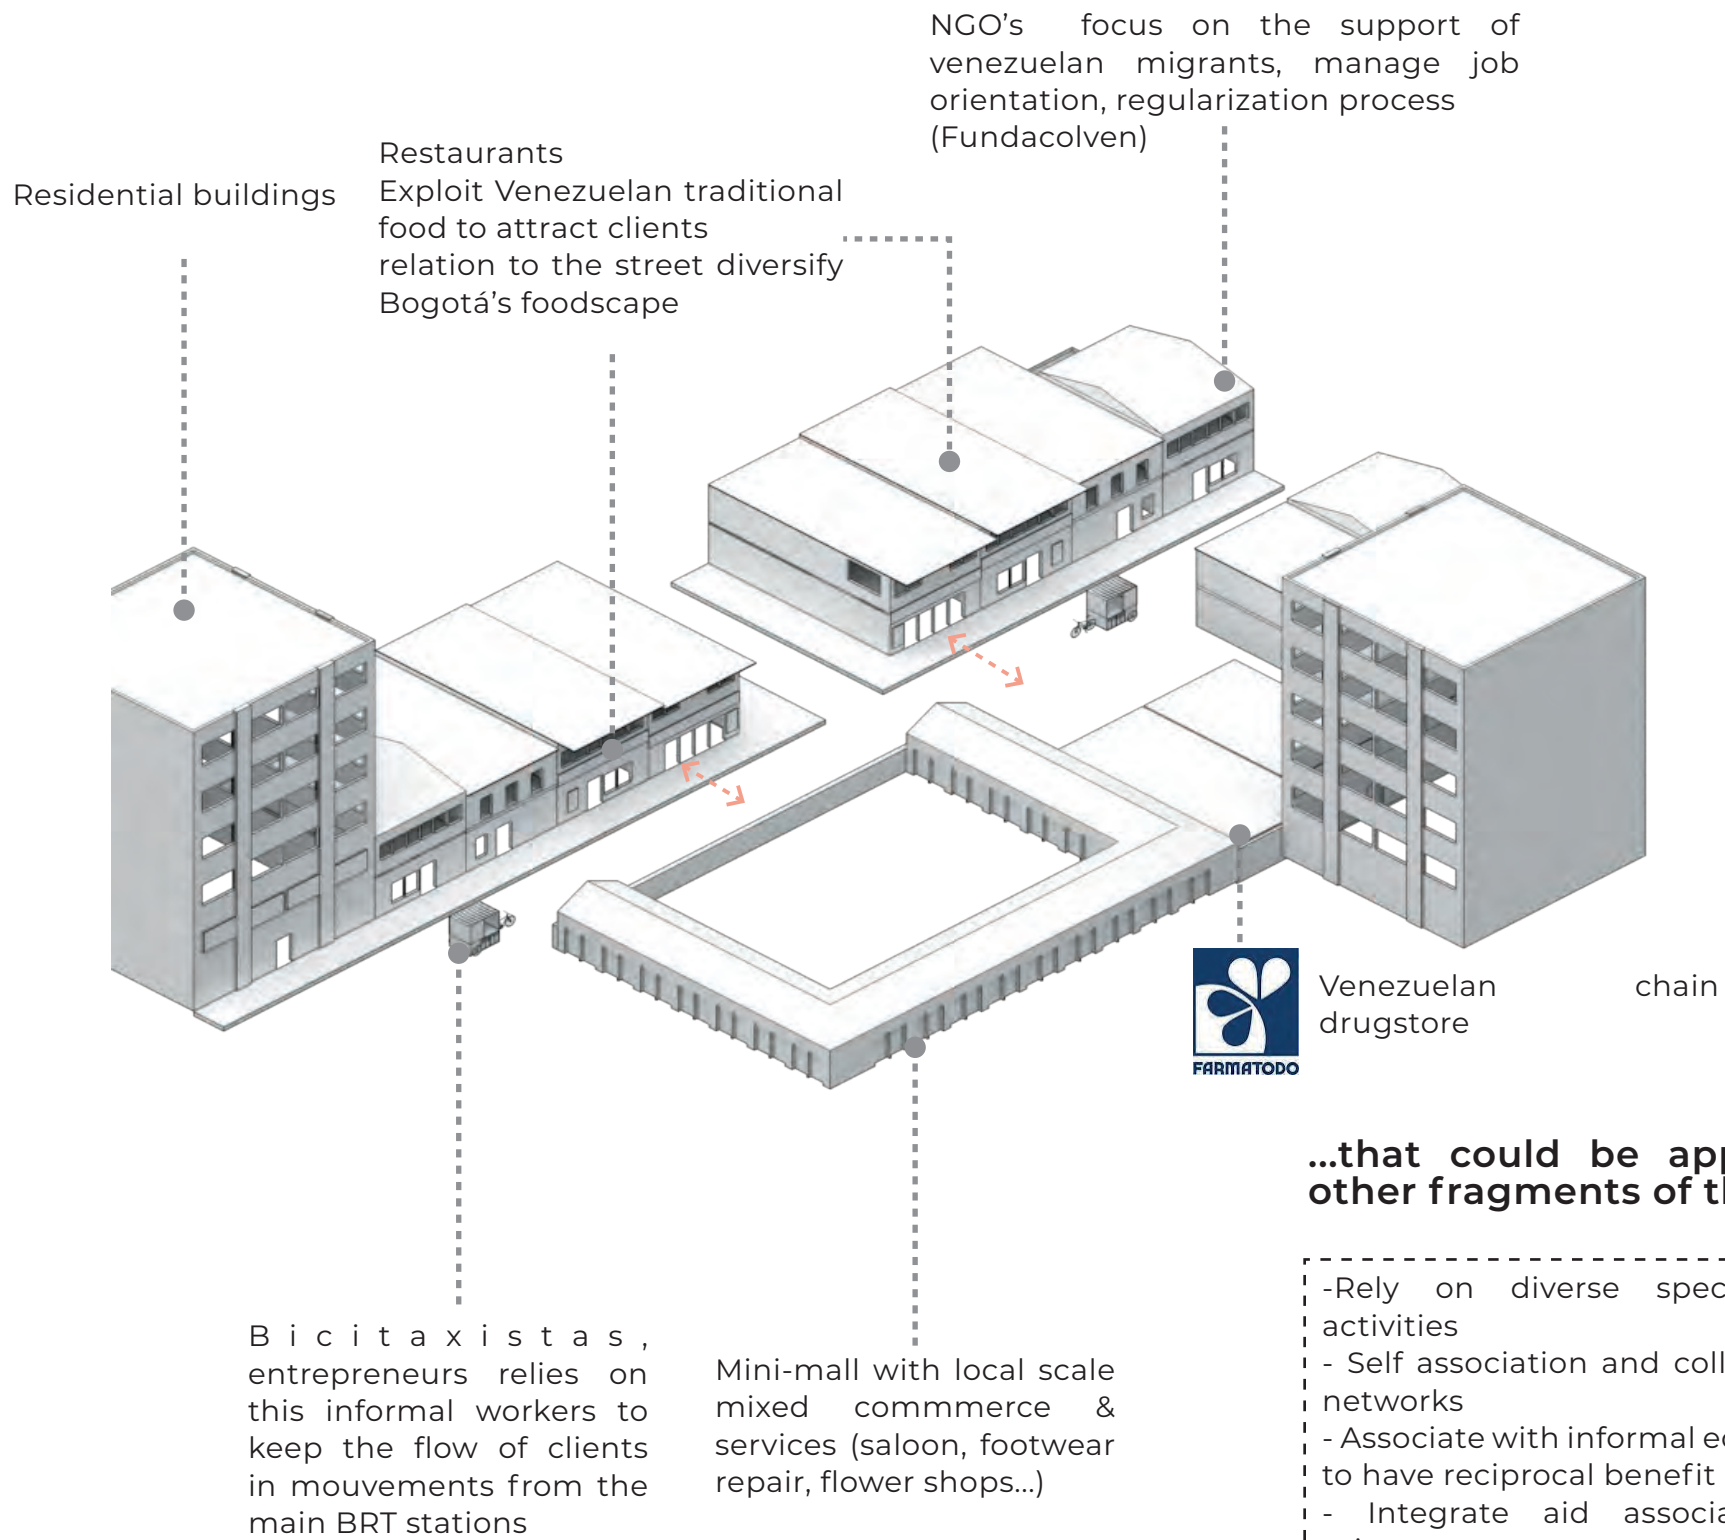 NGO's focus on the support of
venezuelan migrants, manage job
orientation, regularization process
(Fundacolven)
Residential buildings
Restaurants
Exploit Venezuelan traditional
food to attract clients
relation to the street diversify
Bogotá's foodscape
FARMATODO
Venezuelan chain
drugstore
...that could be
other fragments of
-Rely on diverse
activities
- Self association and
networks
- Associate with informal
to have reciprocal benefit
- Integrate aid
Bicitaxistas,
entrepreneurs relies on
this informal workers to
keep the flow of clients
in mouvements from the
main BRT stations
Mini-mall with local scale
mixed commmerce &
services (saloon, footwear
repair, flower shops...)